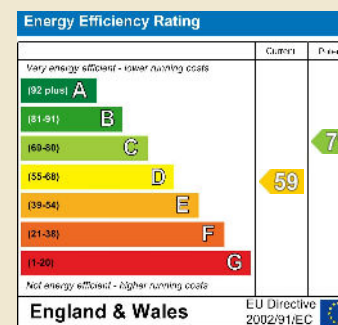 Energy Efficiency Rating
Current
Very energy efficient - lower running costs
(92 plus) A
(81-91) B
(69-80) C
7
(55-68) D
59
(39-54) E
(21-38) F
(1-20) G
Not energy efficient - higher running costs
England & Wales
EU Directive
2002/91/EC